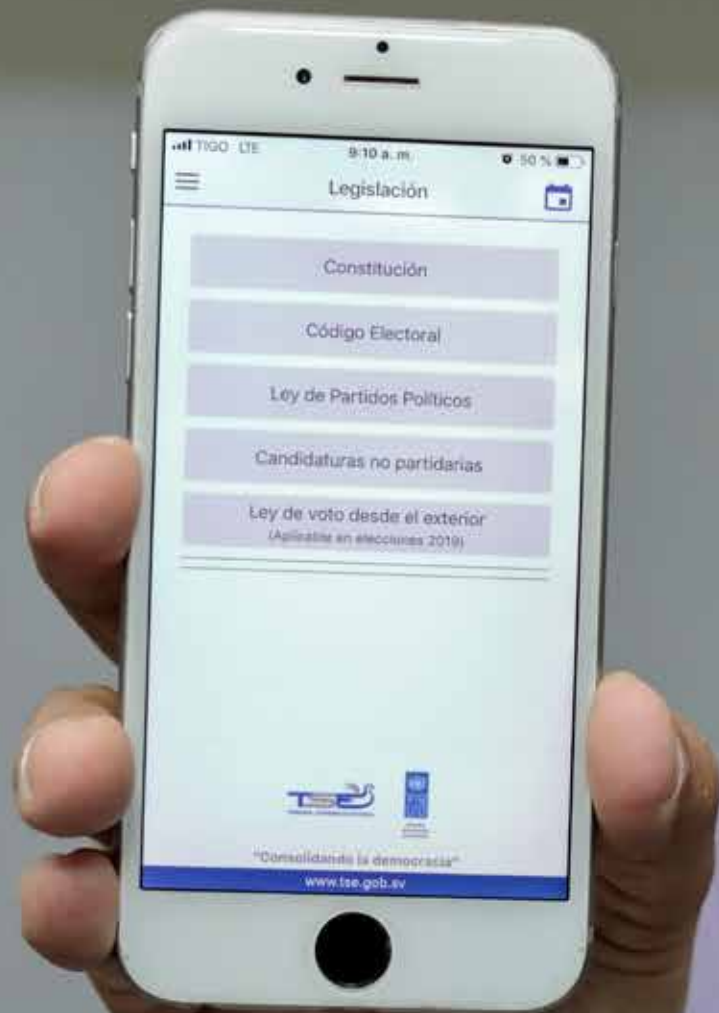 TIGO LTE 9:10 a. m. 50 %
Legislación
Constitución
Código Electoral
Ley de Partidos Políticos
Candidaturas no partidarias
Ley de voto desde el exterior
(Aplicable en elecciones 2019)
TSE
"Consolidando la democracia"
www.tse.gob.sv